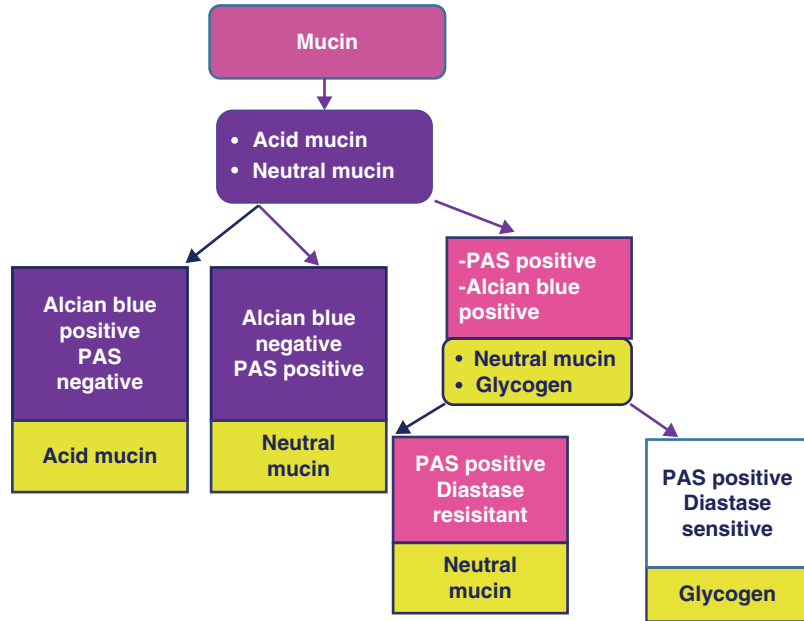 Mucin
• Acid mucin
• Neutral mucin
Alcian blue
positive
PAS
negative
Acid mucin
Alcian blue
negative
PAS positive
Neutral
mucin
-PAS positive
-Alcian blue
positive
• Neutral mucin
• Glycogen
PAS positive
Diastase
resisitant
Neutral
mucin
PAS positive
Diastase
sensitive
Glycogen